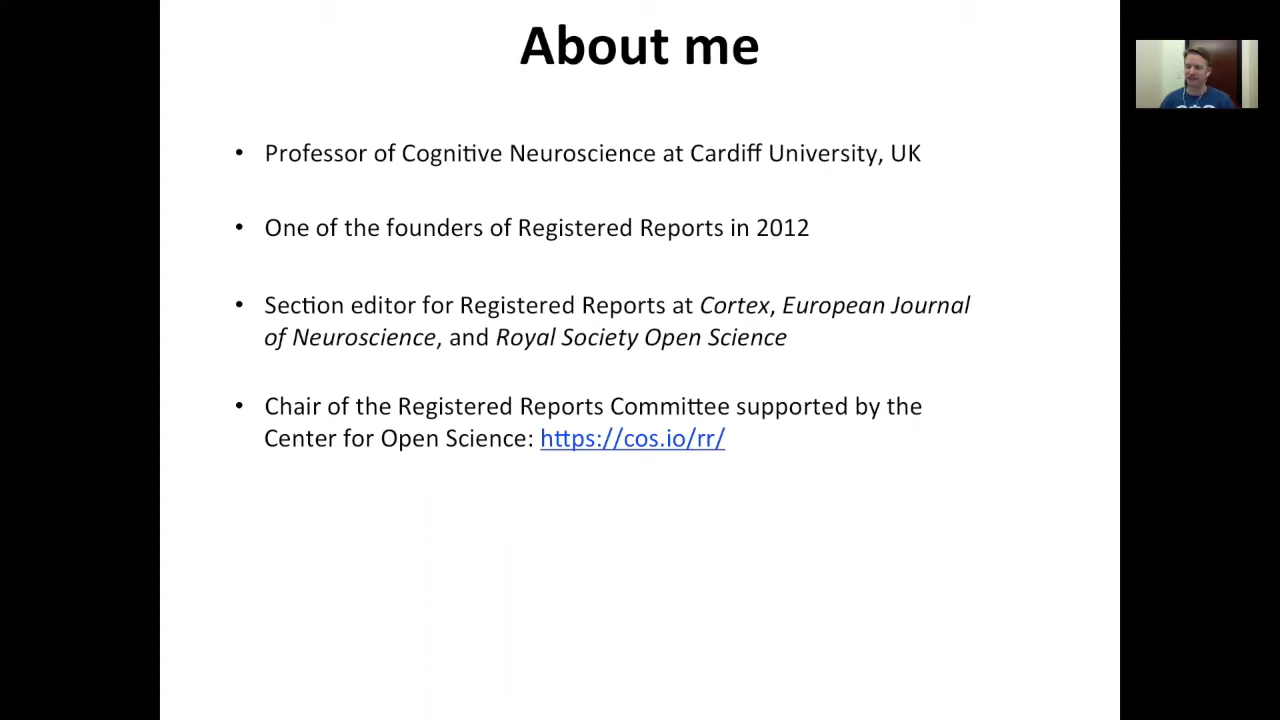 About me
• Professor of Cognitive Neuroscience at Cardiff University, UK
• One of the founders of Registered Reports in 2012
• Section editor for Registered Reports at Cortex, European Journal
of Neuroscience, and Royal Society Open Science
• Chair of the Registered Reports Committee supported by the
Center for Open Science: https://cos.io/rr/